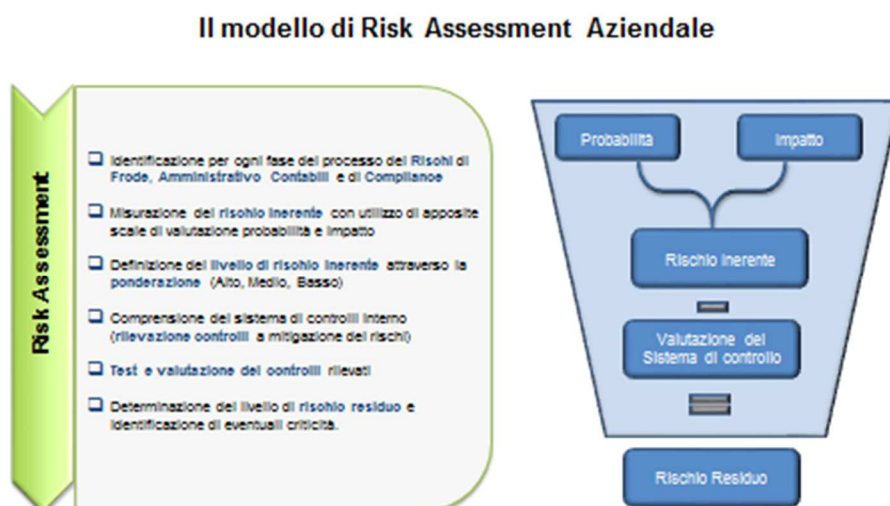 Il modello di Risk Assessment Aziendale
Risk Assessment
Identificazione per ogni fase del processo dei Rischi di
Frode, Amministrativo Contabili e di Compliance
Misurazione del rischio inerente con utilizzo di apposite
scale di valutazione probabilità e impatto
Definizione del livello di rischio inerente attraverso la
ponderazione (Alto, Medio, Basso)
Comprensione del sistema di controlli interno
(rilevazione controlli a mitigazione dei rischi)
Test e valutazione dei controlli rilevati
Determinazione del livello di rischio residuo e
identificazione di eventuali criticità.
Probabilità
Impatto
Rischio Inerente
Valutazione del
Sistema di controllo
Rischio Residuo